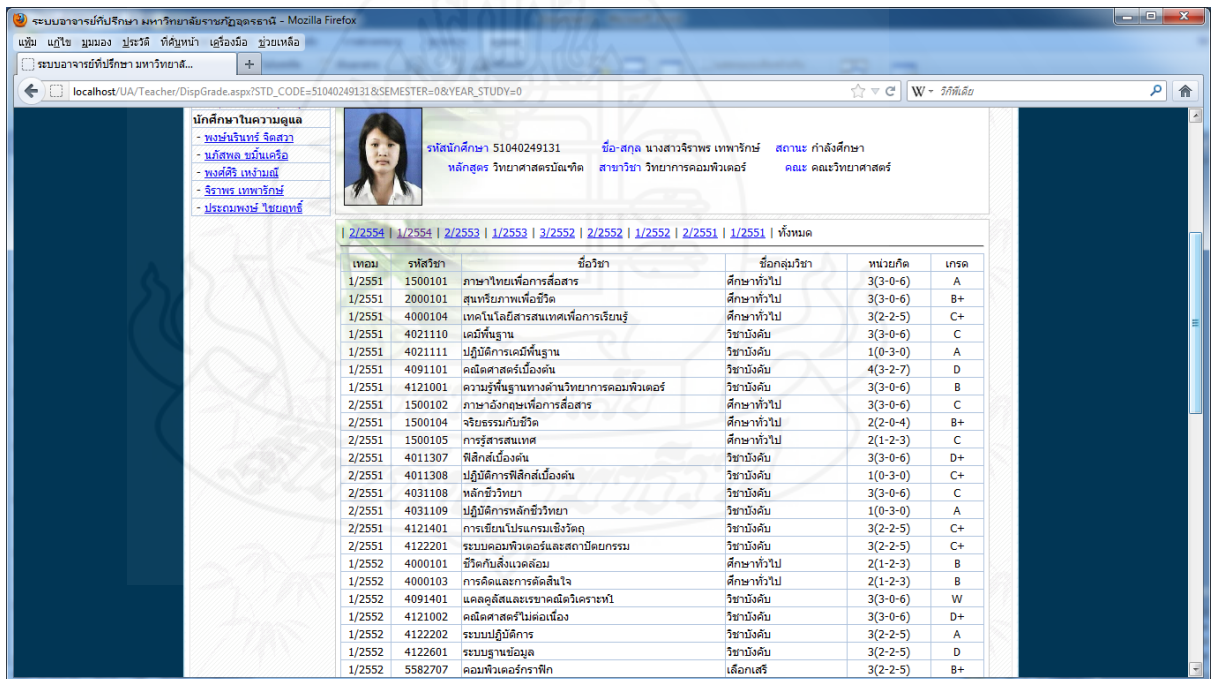 ระบบอาจารย์ที่ปรึกษา มหาวิทยาลัยราชภัฏอุดรธานี - Mozilla Firefox
แฟ้ม แก้ไข มุมมอง ประวัติ ที่คั่นหน้า เครื่องมือ ช่วยเหลือ
ระบบอาจารย์ที่ปรึกษา มหาวิทยาลั... +
localhost/UA/Teacher/DispGrade.aspx?STD_CODE=51040249131&SEMESTER=0&YEAR_STUDY=0 W - วิกิพีเดีย
นักศึกษาในความดูแล
- พงษ์นรินทร์ จิตสวา
- นภัสพล ขมิ้นเครือ
- พงศ์ศิริ เหง้ามณี
- จิราพร เทพารักษ์
- ประถมพงษ์ ไชยฤทธิ์
รหัสนักศึกษา 51040249131 ชื่อ-สกุล นางสาวจิราพร เทพารักษ์ สถานะ กำลังศึกษา
หลักสูตร วิทยาศาสตรบัณฑิต สาขาวิชา วิทยาการคอมพิวเตอร์ คณะ คณะวิทยาศาสตร์
| 2/2554 | 1/2554 | 2/2553 | 1/2553 | 3/2552 | 2/2552 | 1/2552 | 2/2551 | 1/2551 | ทั้งหมด
เทอม รหัสวิชา ชื่อวิชา ชื่อกลุ่มวิชา หน่วยกิต เกรด
1/2551 1500101 ภาษาไทยเพื่อการสื่อสาร ศึกษาทั่วไป 3(3-0-6) A
1/2551 2000101 สุนทรียภาพเพื่อชีวิต ศึกษาทั่วไป 3(3-0-6) B+
1/2551 4000104 เทคโนโลยีสารสนเทศเพื่อการเรียนรู้ ศึกษาทั่วไป 3(2-2-5) C+
1/2551 4021110 เคมีพื้นฐาน วิชาบังคับ 3(3-0-6) C
1/2551 4021111 ปฏิบัติการเคมีพื้นฐาน วิชาบังคับ 1(0-3-0) A
1/2551 4091101 คณิตศาสตร์เบื้องต้น วิชาบังคับ 4(3-2-7) D
1/2551 4121001 ความรู้พื้นฐานทางด้านวิทยาการคอมพิวเตอร์ วิชาบังคับ 3(3-0-6) B
2/2551 1500102 ภาษาอังกฤษเพื่อการสื่อสาร ศึกษาทั่วไป 3(3-0-6) C
2/2551 1500104 จริยธรรมกับชีวิต ศึกษาทั่วไป 2(2-0-4) B+
2/2551 1500105 การรู้สารสนเทศ ศึกษาทั่วไป 2(1-2-3) C
2/2551 4011307 ฟิสิกส์เบื้องต้น วิชาบังคับ 3(3-0-6) D+
2/2551 4011308 ปฏิบัติการฟิสิกส์เบื้องต้น วิชาบังคับ 1(0-3-0) C+
2/2551 4031108 หลักชีววิทยา วิชาบังคับ 3(3-0-6) C
2/2551 4031109 ปฏิบัติการหลักชีววิทยา วิชาบังคับ 1(0-3-0) A
2/2551 4121401 การเขียนโปรแกรมเชิงวัตถุ วิชาบังคับ 3(2-2-5) C+
2/2551 4122201 ระบบคอมพิวเตอร์และสถาปัตยกรรม วิชาบังคับ 3(2-2-5) C+
1/2552 4000101 ชีวิตกับสิ่งแวดล้อม ศึกษาทั่วไป 2(1-2-3) B
1/2552 4000103 การคิดและการตัดสินใจ ศึกษาทั่วไป 2(1-2-3) B
1/2552 4091401 แคลคูลัสและเรขาคณิตวิเคราะห์1 วิชาบังคับ 3(3-0-6) W
1/2552 4121002 คณิตศาสตร์ไม่ต่อเนื่อง วิชาบังคับ 3(3-0-6) D+
1/2552 4122202 ระบบปฏิบัติการ วิชาบังคับ 3(2-2-5) A
1/2552 4122601 ระบบฐานข้อมูล วิชาบังคับ 3(2-2-5) D
1/2552 5582707 คอมพิวเตอร์กราฟิก เลือกเสรี 3(2-2-5) B+